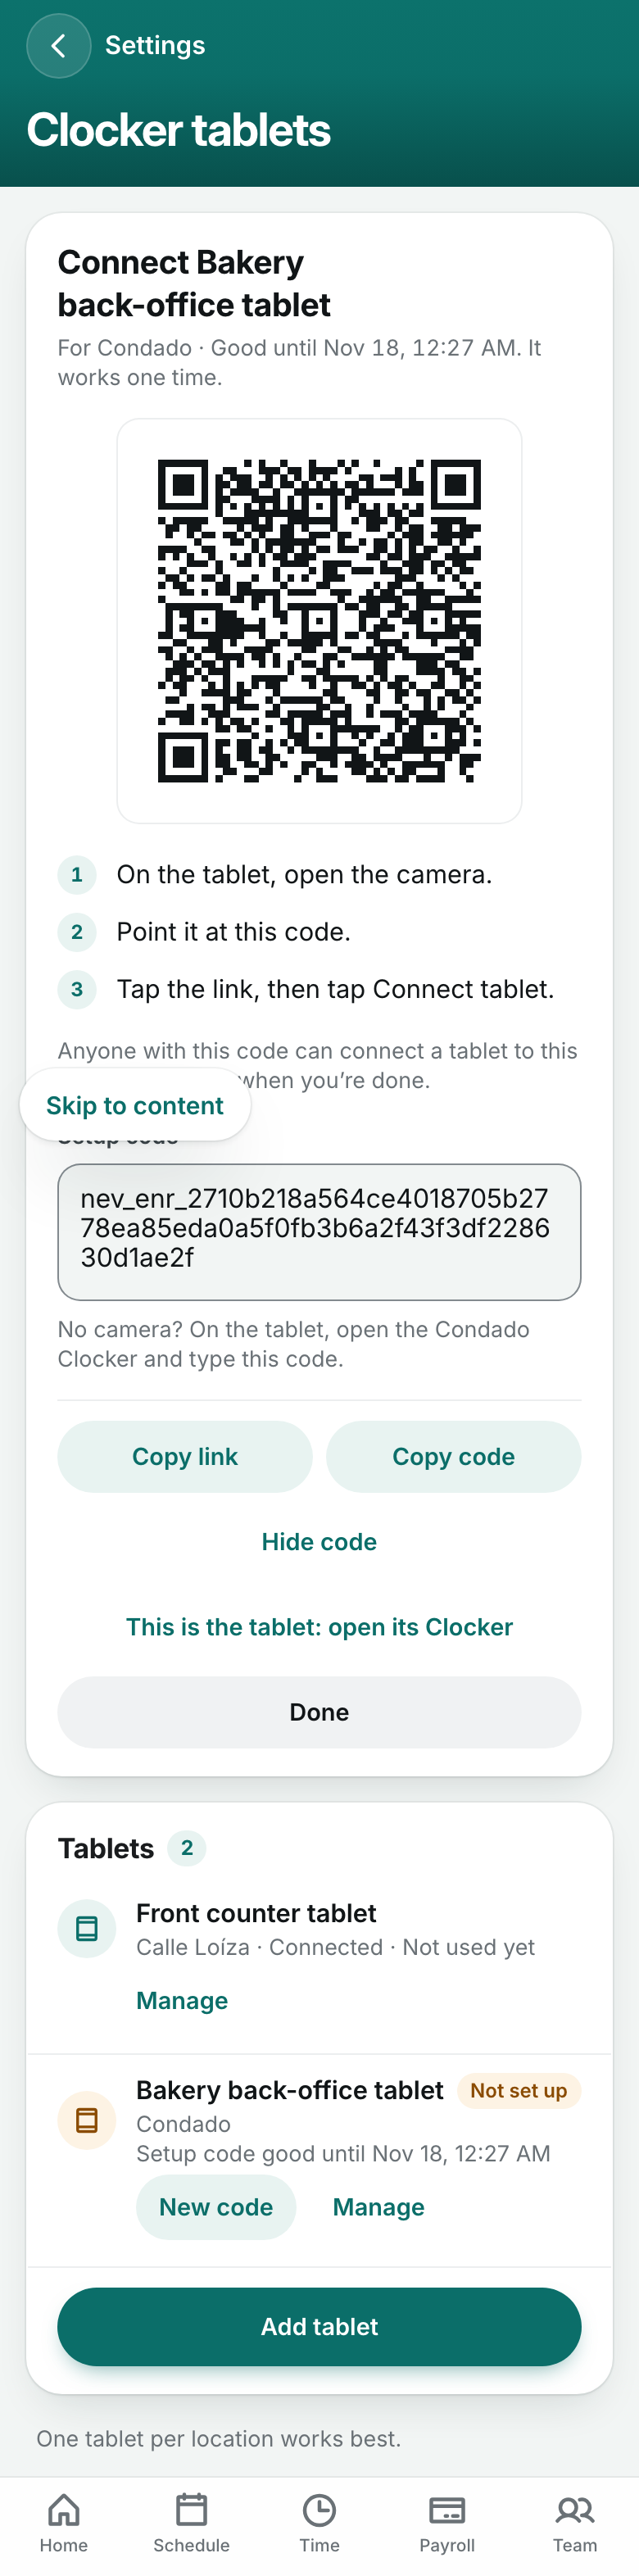 Settings
Clocker tablets
Connect Bakery
back-office tablet
For Condado · Good until Nov 18, 12:27 AM. It
works one time.
1 On the tablet, open the camera.
2 Point it at this code.
3 Tap the link, then tap Connect tablet.
Anyone with this code can connect a tablet to this
when you’re done.
Skip to content
nev_enr_2710b218a564ce4018705b27
78ea85eda0a5f0fb3b6a2f43f3df2286
30d1ae2f
No camera? On the tablet, open the Condado
Clocker and type this code.
Copy link Copy code
Hide code
This is the tablet: open its Clocker
Done
Tablets 2
Front counter tablet
Calle Loíza · Connected · Not used yet
Manage
Bakery back-office tablet Not set up
Condado
Setup code good until Nov 18, 12:27 AM
New code Manage
Add tablet
One tablet per location works best.
Home Schedule Time Payroll Team